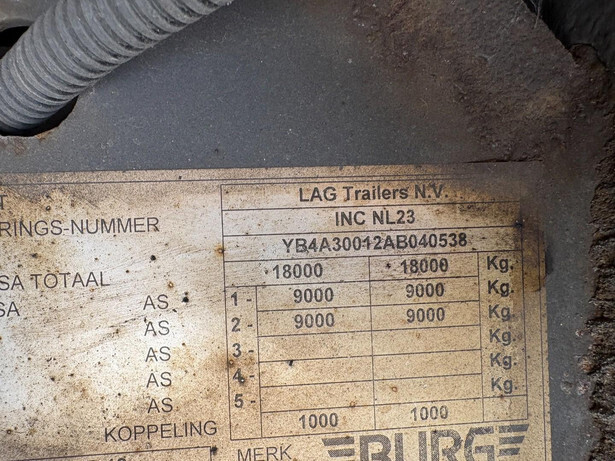 T LAG Trailers N.V.
RINGS-NUMMER INC NL23
YB4A30012AB040538
SA TOTAAL 18000 18000 Kg.
SA AS 1 - 9000 9000 Kg.
AS 2 - 9000 9000 Kg.
AS 3 - Kg.
AS 4 - Kg.
AS 5 - Kg.
KOPPELING 1000 1000
MERK BURG